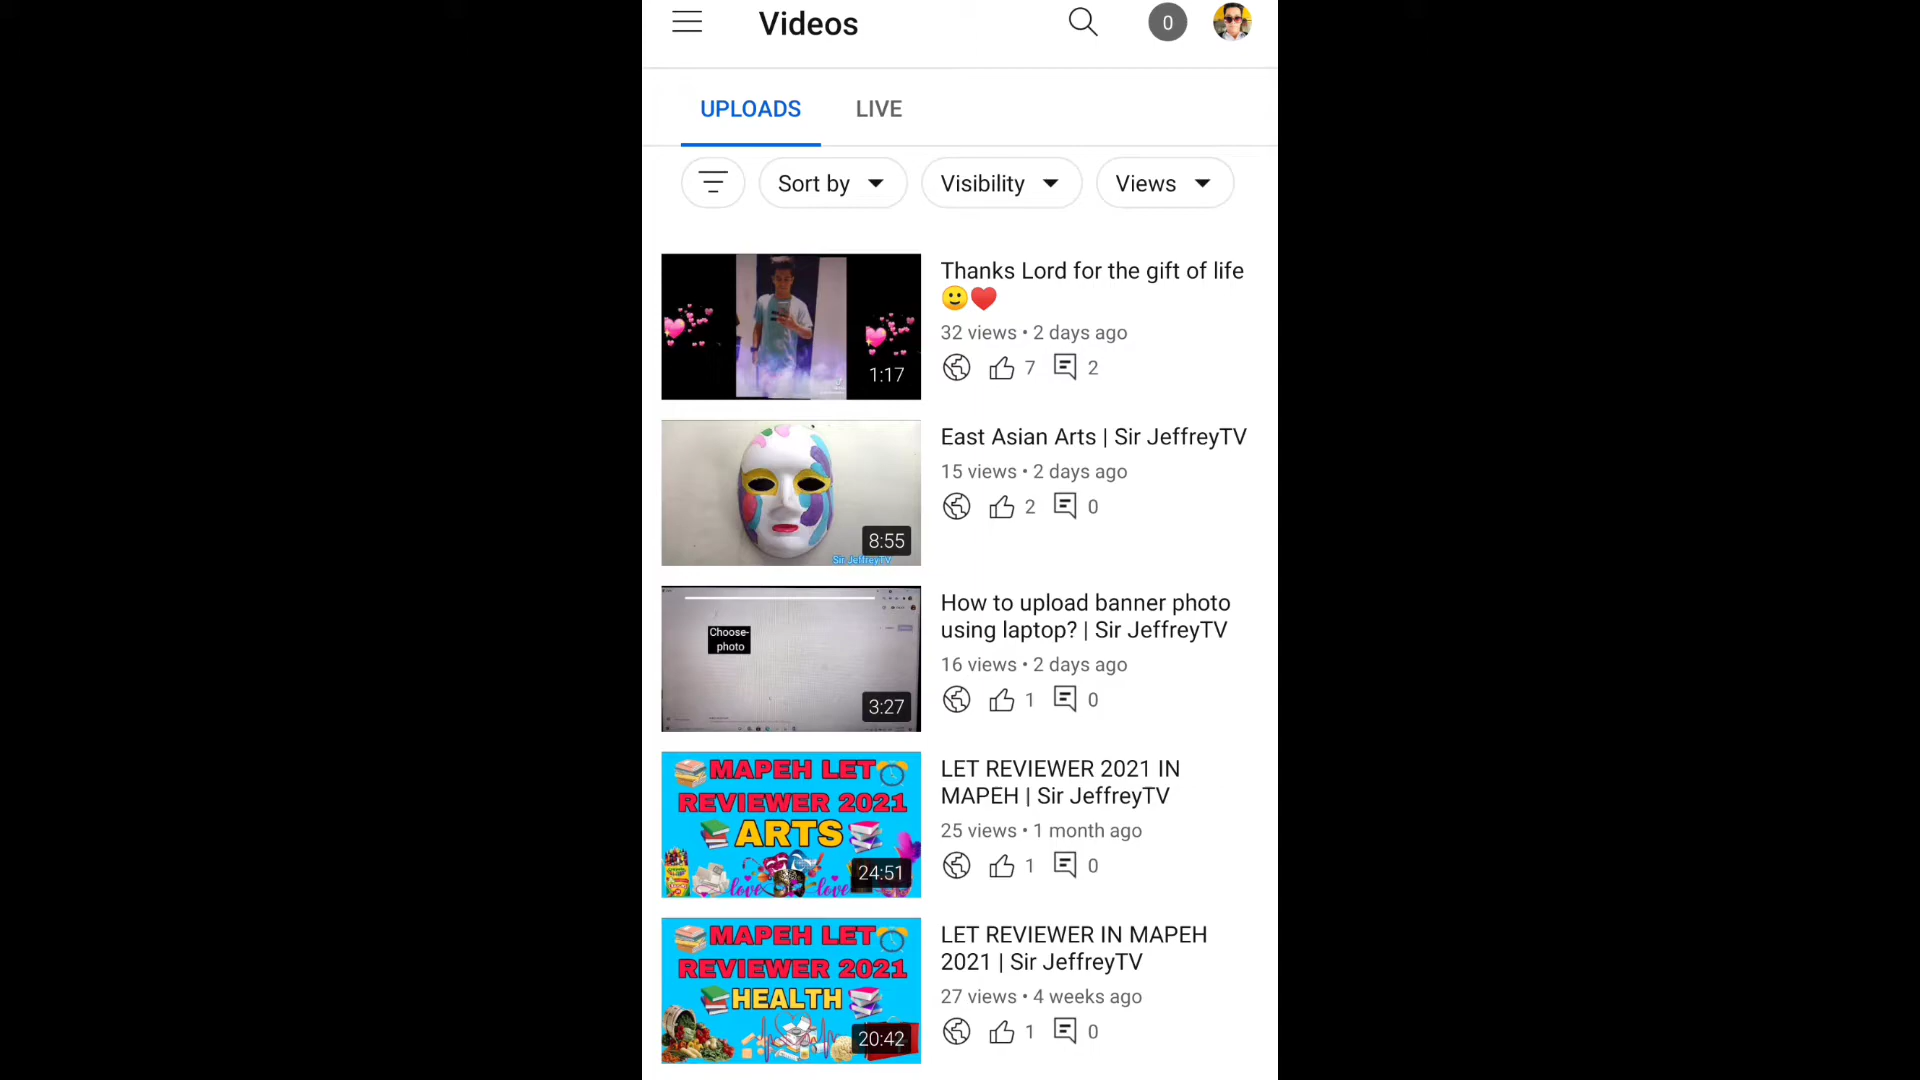 Videos
0
UPLOADS
LIVE
Sort by
Visibility
Views
1:17
Thanks Lord for the gift of life
🙂❤️
32 views • 2 days ago
7
2
8:55
Sir JeffreyTV
East Asian Arts | Sir JeffreyTV
15 views • 2 days ago
2
0
Choose-
photo
3:27
How to upload banner photo
using laptop? | Sir JeffreyTV
16 views • 2 days ago
1
0
MAPEH LET
REVIEWER 2021
ARTS
love
love
24:51
LET REVIEWER 2021 IN
MAPEH | Sir JeffreyTV
25 views • 1 month ago
1
0
MAPEH LET
REVIEWER 2021
HEALTH
20:42
LET REVIEWER IN MAPEH
2021 | Sir JeffreyTV
27 views • 4 weeks ago
1
0